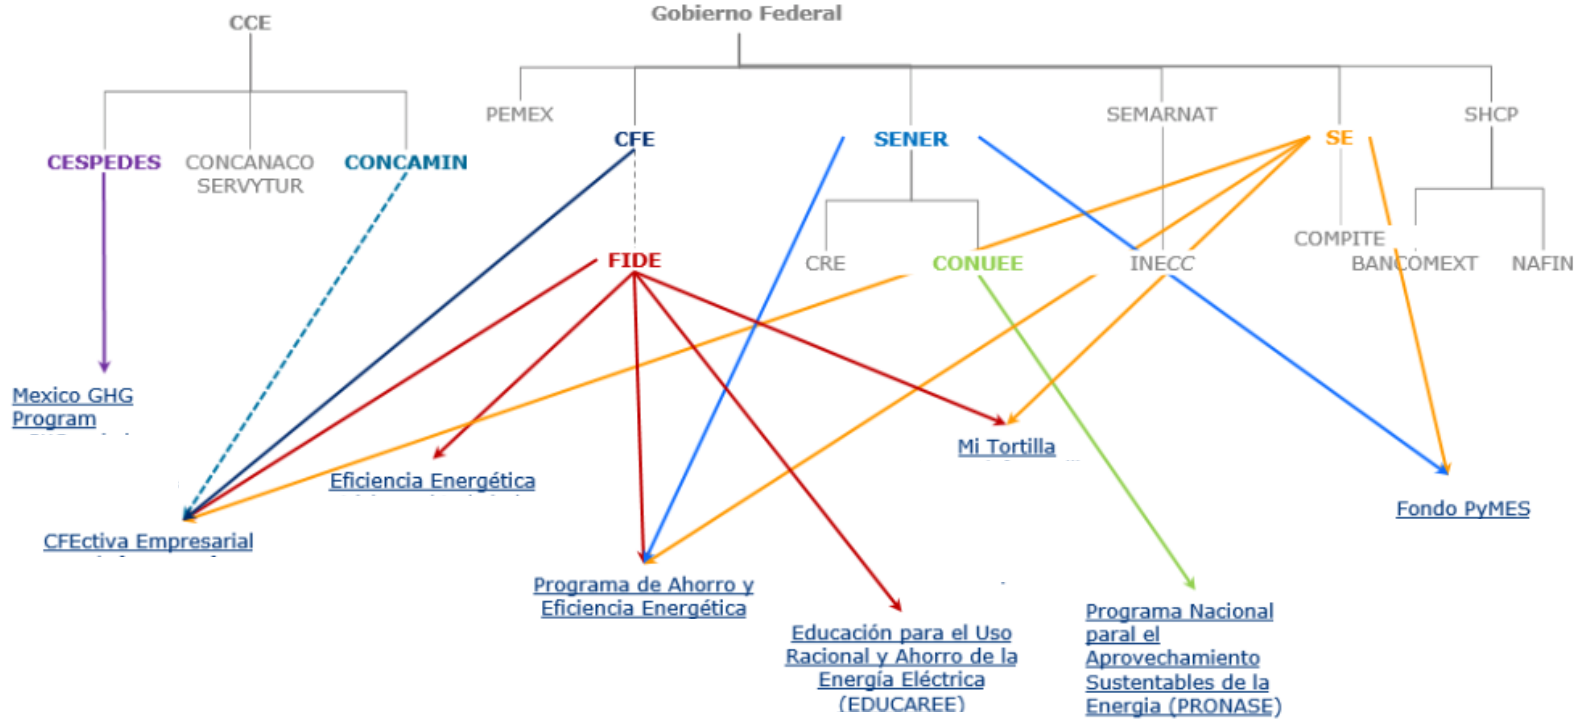 CCE
Gobierno Federal
PEMEX
SEMARNAT
SHCP
CFE
SENER
SE
CESPEDES
CONCANACO
SERVYTUR
CONCAMIN
COMPITE
FIDE
CRE
CONUEE
INECC
BANCOMEXT
NAFIN
Mexico GHG
Program
Mi Tortilla
Eficiencia Energética
Fondo PyMES
CFEctiva Empresarial
Programa de Ahorro y
Eficiencia Energética
Educación para el Uso
Racional y Ahorro de la
Energía Eléctrica
(EDUCAREE)
Programa Nacional
paral el
Aprovechamiento
Sustentables de la
Energia (PRONASE)